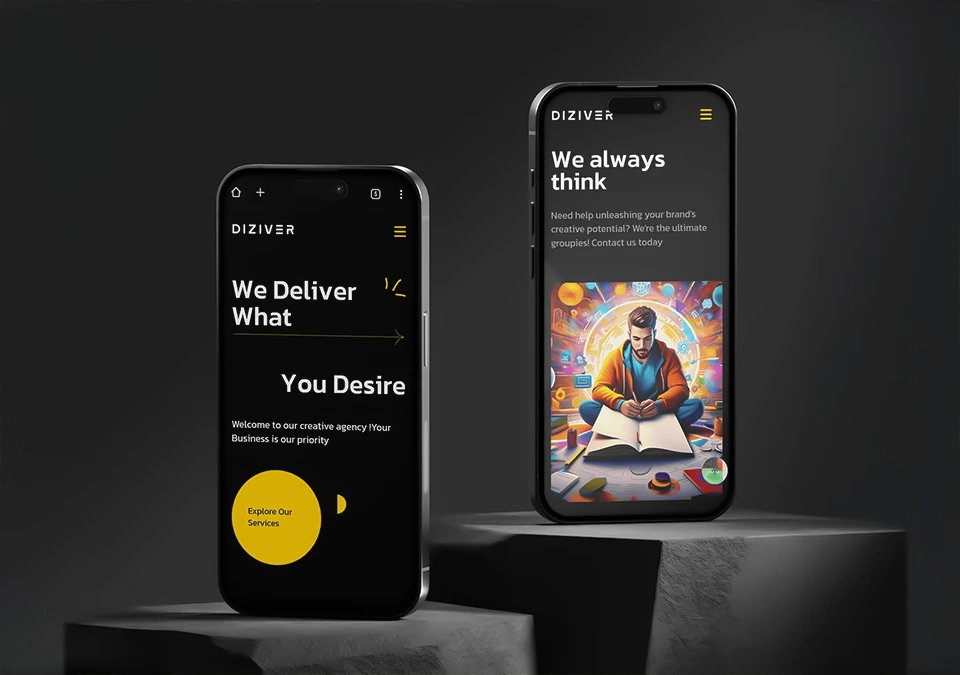 DIZIVER
We Deliver
What
You Desire
Welcome to our creative agency !Your
Business is our priority
Explore Our
Services
DIZIVER
We always
think
Need help unleashing your brand's
creative potential? We're the ultimate
groupies! Contact us today